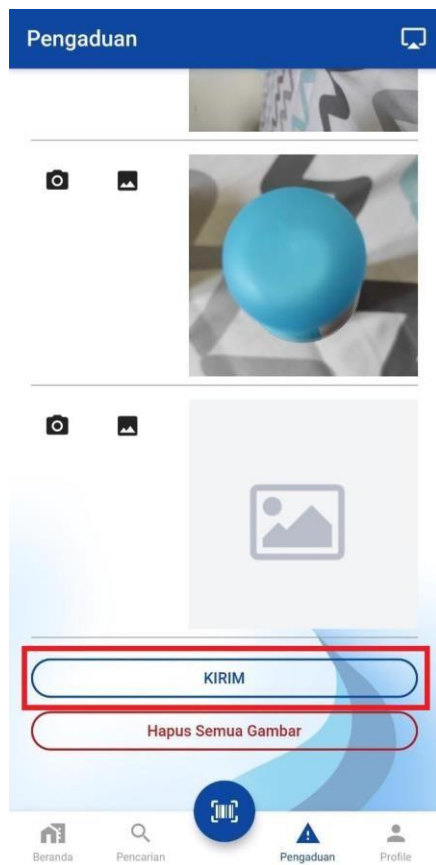 Pengaduan
KIRIM
Hapus Semua Gambar
Beranda
Pencarian
Pengaduan
Profile